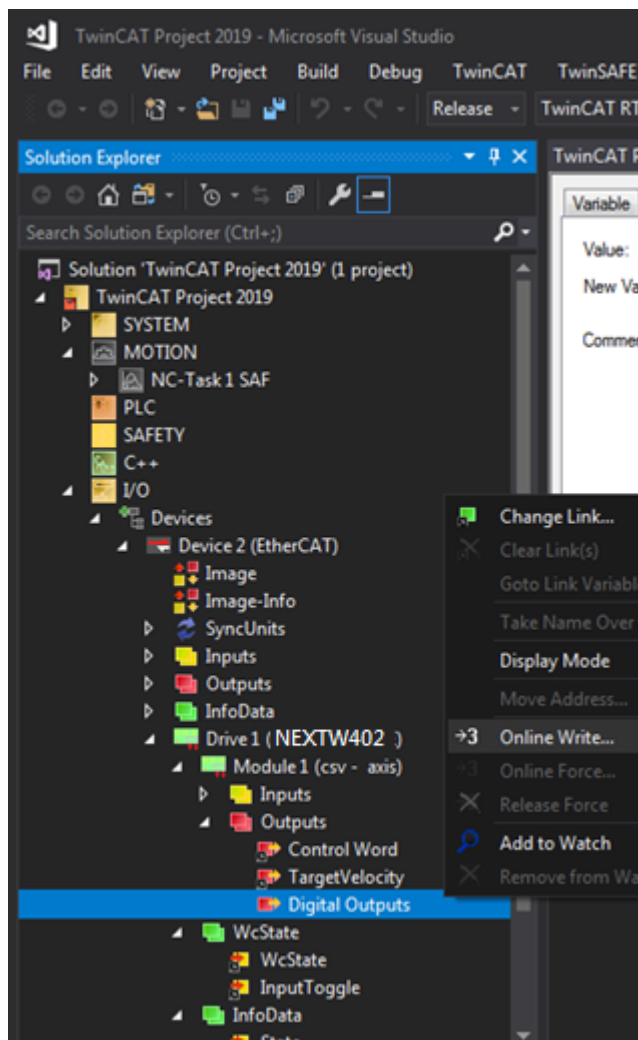 TwinCAT Project 2019 - Microsoft Visual Studio
File Edit View Project Build Debug TwinCAT TwinSAFE
Release TwinCAT RT
Solution Explorer
TwinCAT P
Search Solution Explorer (Ctrl+;)
Variable
Value:
New Va
Commer
Solution 'TwinCAT Project 2019' (1 project)
TwinCAT Project 2019
SYSTEM
MOTION
NC-Task 1 SAF
PLC
SAFETY
C++
I/O
Devices
Device 2 (EtherCAT)
Image
Image-Info
SyncUnits
Inputs
Outputs
InfoData
Drive 1 ( NEXTW402 )
Module 1 (csv - axis)
Inputs
Outputs
Control Word
TargetVelocity
Digital Outputs
WcState
WcState
InputToggle
InfoData
State
Change Link...
Clear Link(s)
Goto Link Variabl
Take Name Over
Display Mode
Move Address...
→3 Online Write...
→3 Online Force...
Release Force
Add to Watch
Remove from Wa